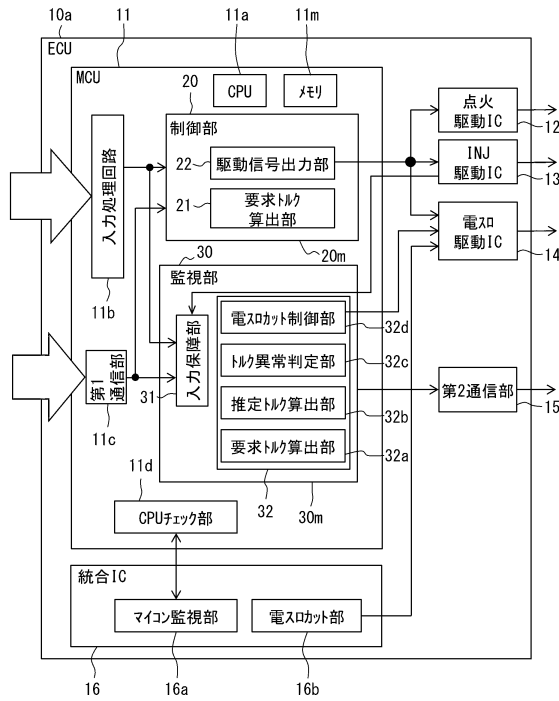 10a
11
11a
11m
ECU
MCU
CPU
ﾒﾓﾘ
20
制御部
点火
駆動IC
12
22
駆動信号出力部
INJ
駆動IC
13
入力処理回路
21
要求ﾄﾙｸ
算出部
電ｽﾛ
駆動IC
14
11b
20m
30
監視部
入力保障部
31
電ｽﾛｶｯﾄ制御部
32d
ﾄﾙｸ異常判定部
32c
第1
通信部
11c
推定ﾄﾙｸ算出部
32b
第2通信部
15
要求ﾄﾙｸ算出部
32a
32
30m
11d
CPUﾁｪｯｸ部
統合IC
ﾏｲｺﾝ監視部
電ｽﾛｶｯﾄ部
16
16a
16b